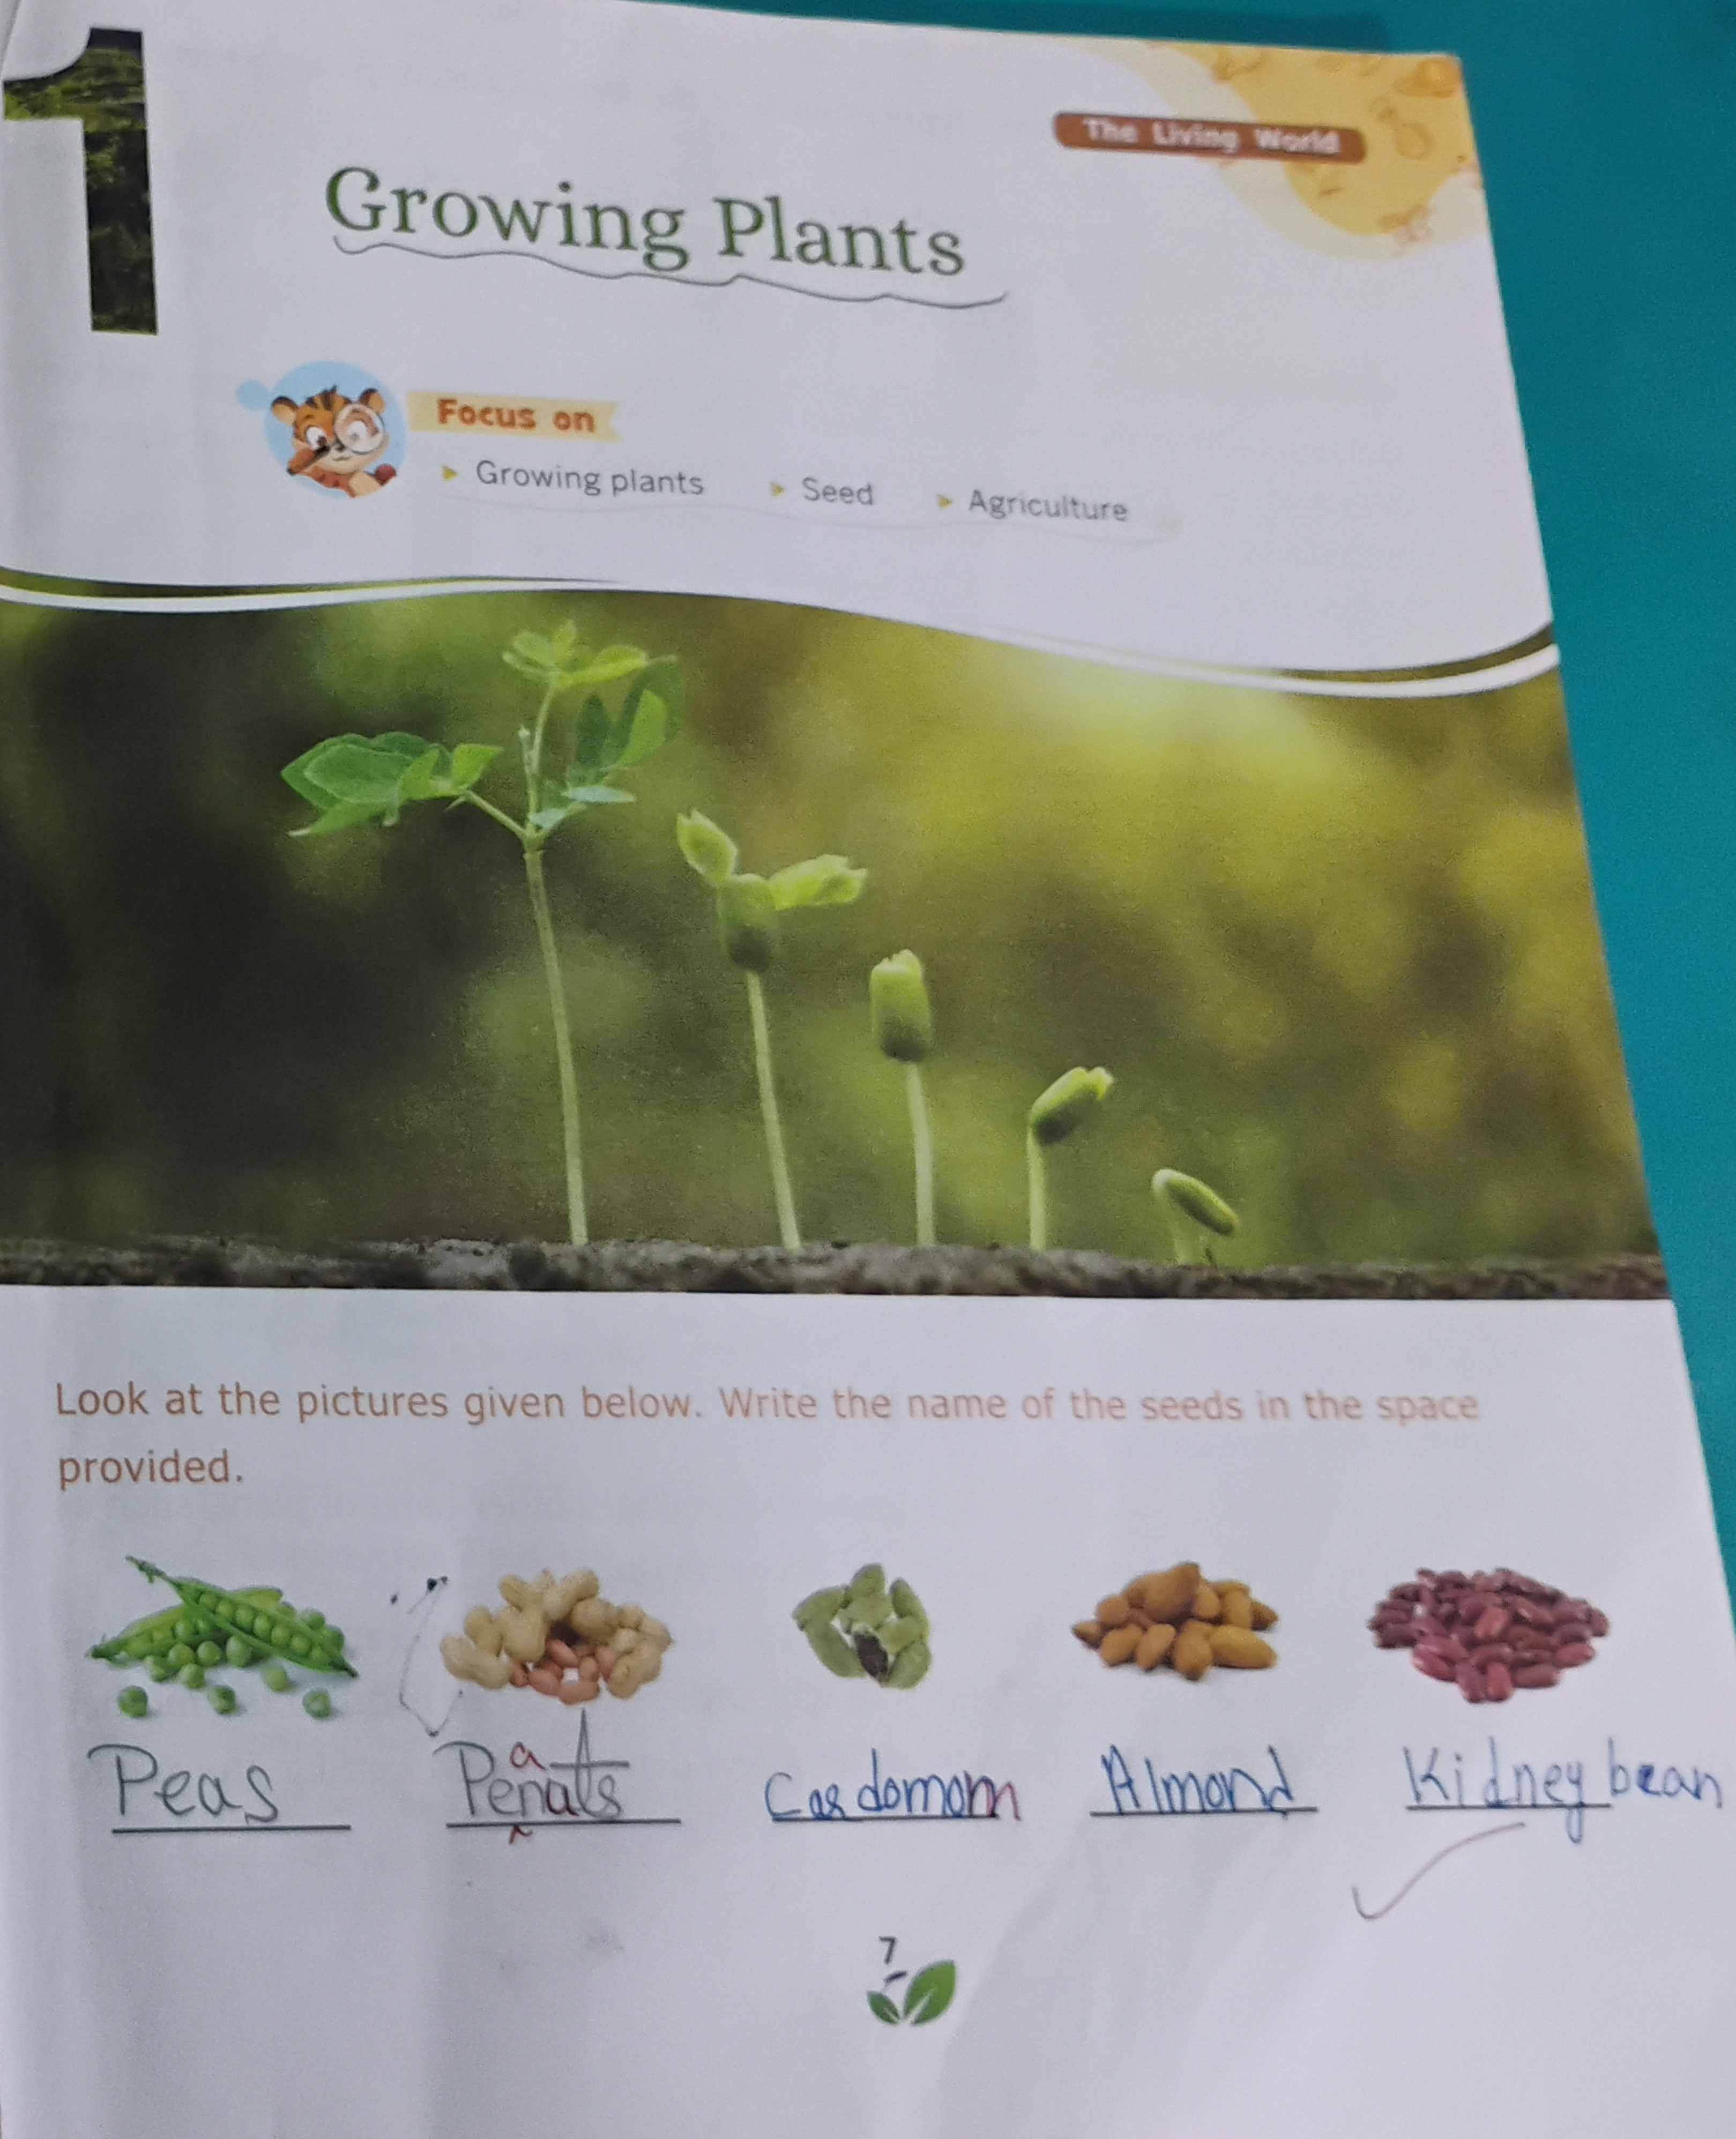 1
The Living World
Growing Plants
Focus on
Growing plants Seed Agriculture
Look at the pictures given below. Write the name of the seeds in the space
provided.
Peas Penauts Cardomom Almond Kidney bean
7